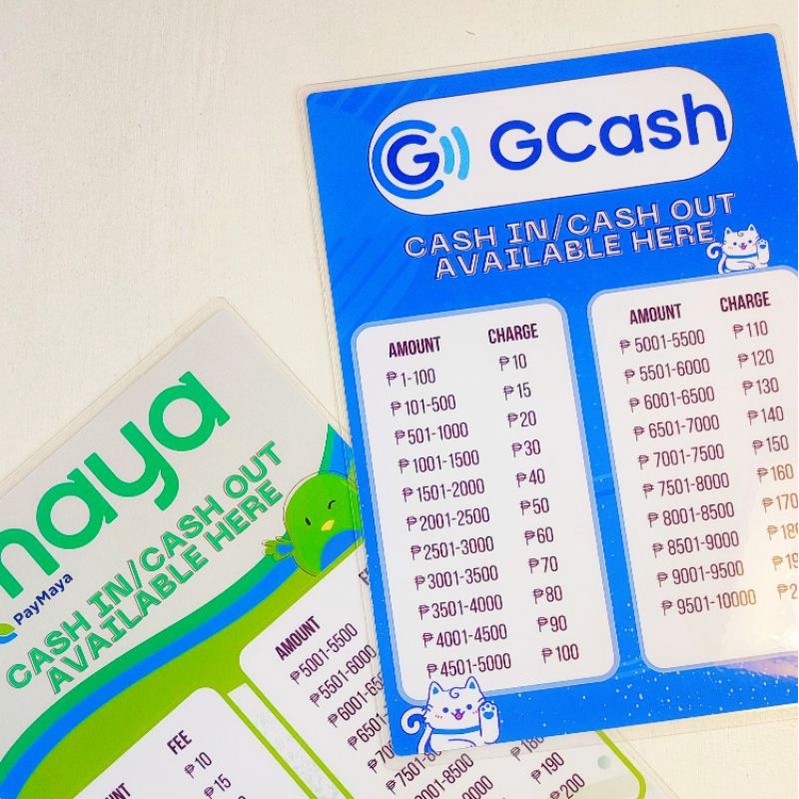 GCash
CASH IN/CASH OUT
AVAILABLE HERE
AMOUNT CHARGE
₱1-100 ₱10
₱101-500 ₱15
₱501-1000 ₱20
₱1001-1500 ₱30
₱1501-2000 ₱40
₱2001-2500 ₱50
₱2501-3000 ₱60
₱3001-3500 ₱70
₱3501-4000 ₱80
₱4001-4500 ₱90
₱4501-5000 ₱100
AMOUNT CHARGE
₱5001-5500 ₱110
₱5501-6000 ₱120
₱6001-6500 ₱130
₱6501-7000 ₱140
₱7001-7500 ₱150
₱7501-8000 ₱160
₱8001-8500 ₱170
₱8501-9000
₱9001-9500
₱9501-10000
maya
PayMaya
CASH IN/CASH OUT
AVAILABLE HERE
FEE
₱10
₱15
AMOUNT
₱5001-5500
₱5501-6000
₱190
₱200